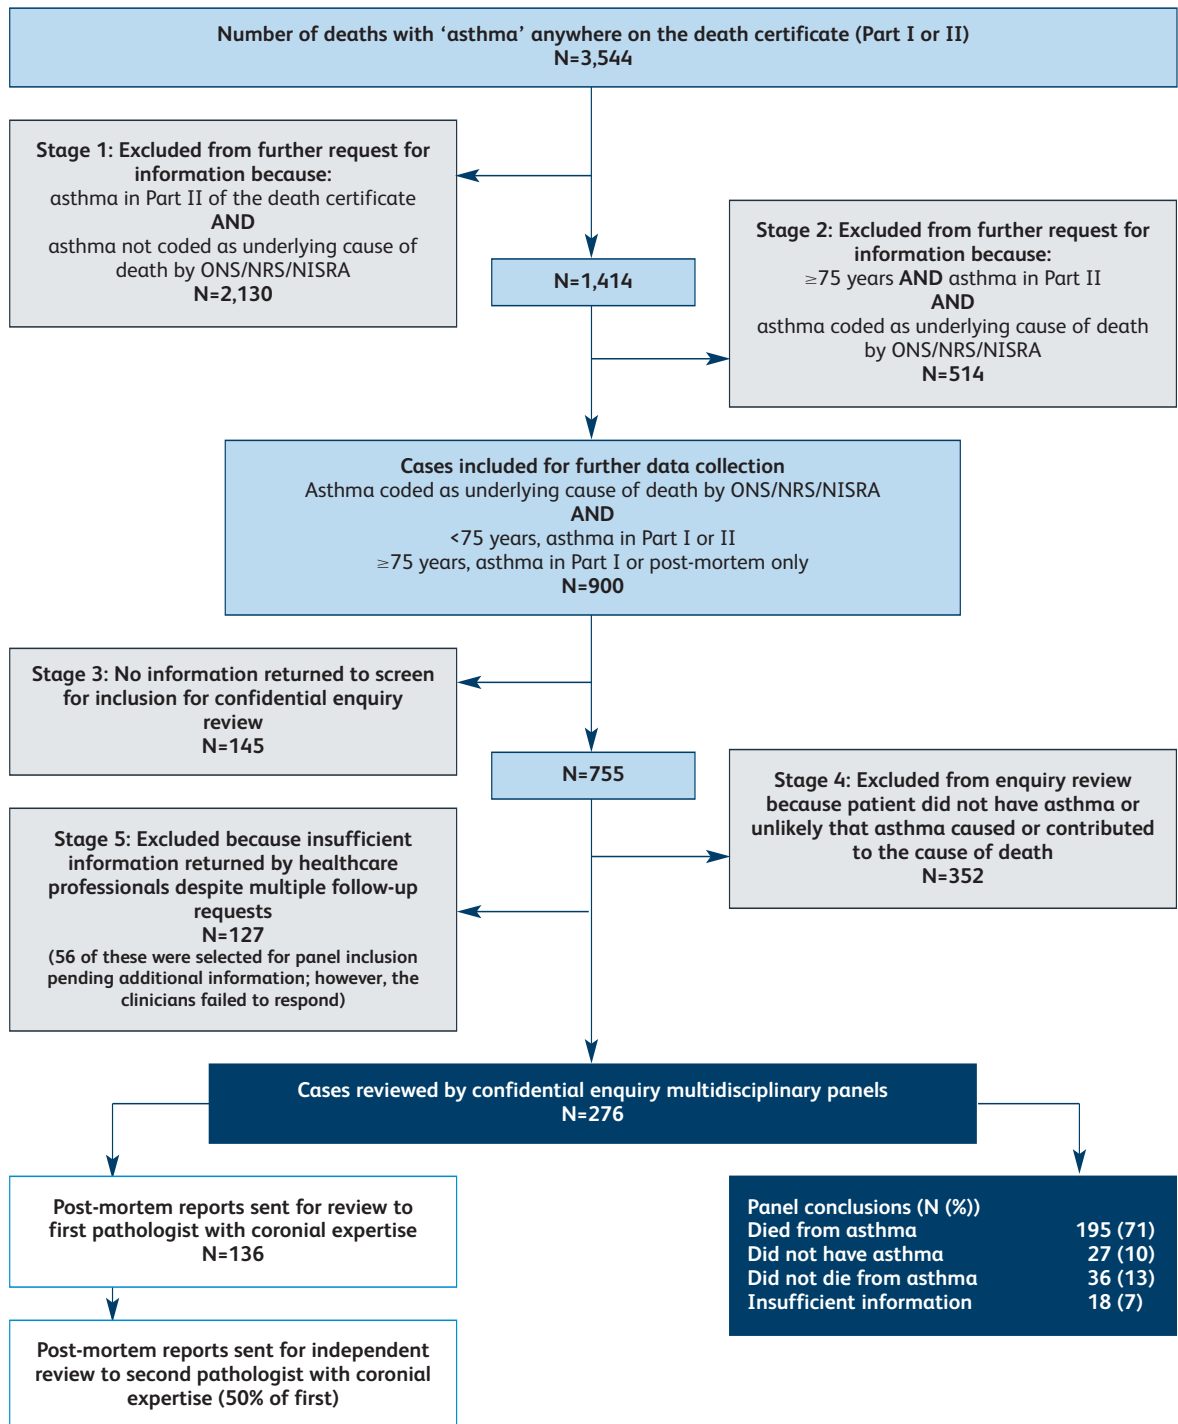 Number of deaths with ‘asthma’ anywhere on the death certificate (Part I or II)
N=3,544
Stage 1: Excluded from further request for
information because:
asthma in Part II of the death certificate
AND
asthma not coded as underlying cause of
death by ONS/NRS/NISRA
N=2,130
N=1,414
Stage 2: Excluded from further request for
information because:
≥75 years AND asthma in Part II
AND
asthma coded as underlying cause of death
by ONS/NRS/NISRA
N=514
Cases included for further data collection
Asthma coded as underlying cause of death by ONS/NRS/NISRA
AND
<75 years, asthma in Part I or II
≥75 years, asthma in Part I or post-mortem only
N=900
Stage 3: No information returned to screen
for inclusion for confidential enquiry
review
N=145
N=755
Stage 4: Excluded from enquiry review
because patient did not have asthma or
unlikely that asthma caused or contributed
to the cause of death
N=352
Stage 5: Excluded because insufficient
information returned by healthcare
professionals despite multiple follow-up
requests
N=127
(56 of these were selected for panel inclusion
pending additional information; however, the
clinicians failed to respond)
Cases reviewed by confidential enquiry multidisciplinary panels
N=276
Post-mortem reports sent for review to
first pathologist with coronial expertise
N=136
Panel conclusions (N (%))
Died from asthma 195 (71)
Did not have asthma 27 (10)
Did not die from asthma 36 (13)
Insufficient information 18 (7)
Post-mortem reports sent for independent
review to second pathologist with coronial
expertise (50% of first)